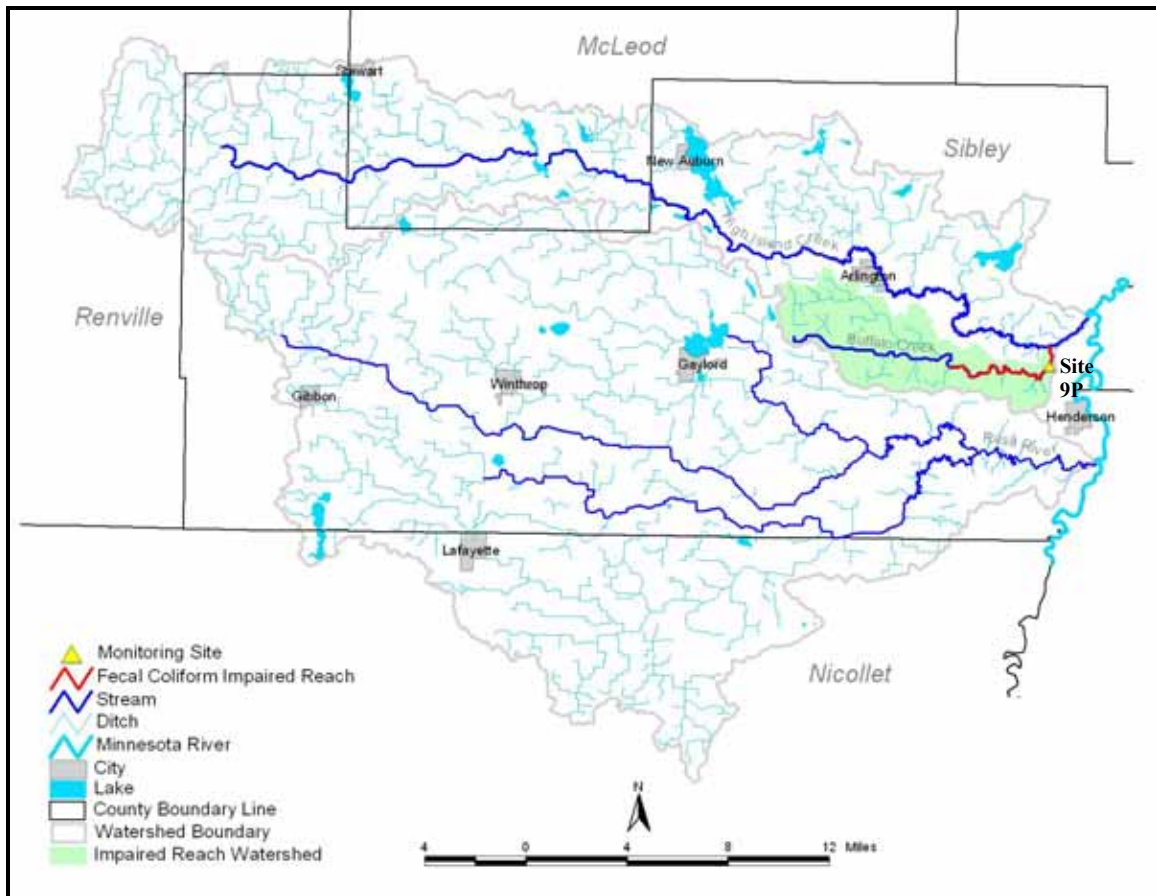 McLeod
Stewart
New Auburn
Sibley
High Island Creek
Arlington
Renville
Buffalo Creek
Site
9P
Gaylord
Winthrop
Gibbon
Henderson
Rush River
Lafayette
Nicollet
Monitoring Site
Fecal Coliform Impaired Reach
Stream
Ditch
Minnesota River
City
Lake
County Boundary Line
Watershed Boundary
Impaired Reach Watershed
N
4 0 4 8 12 Miles